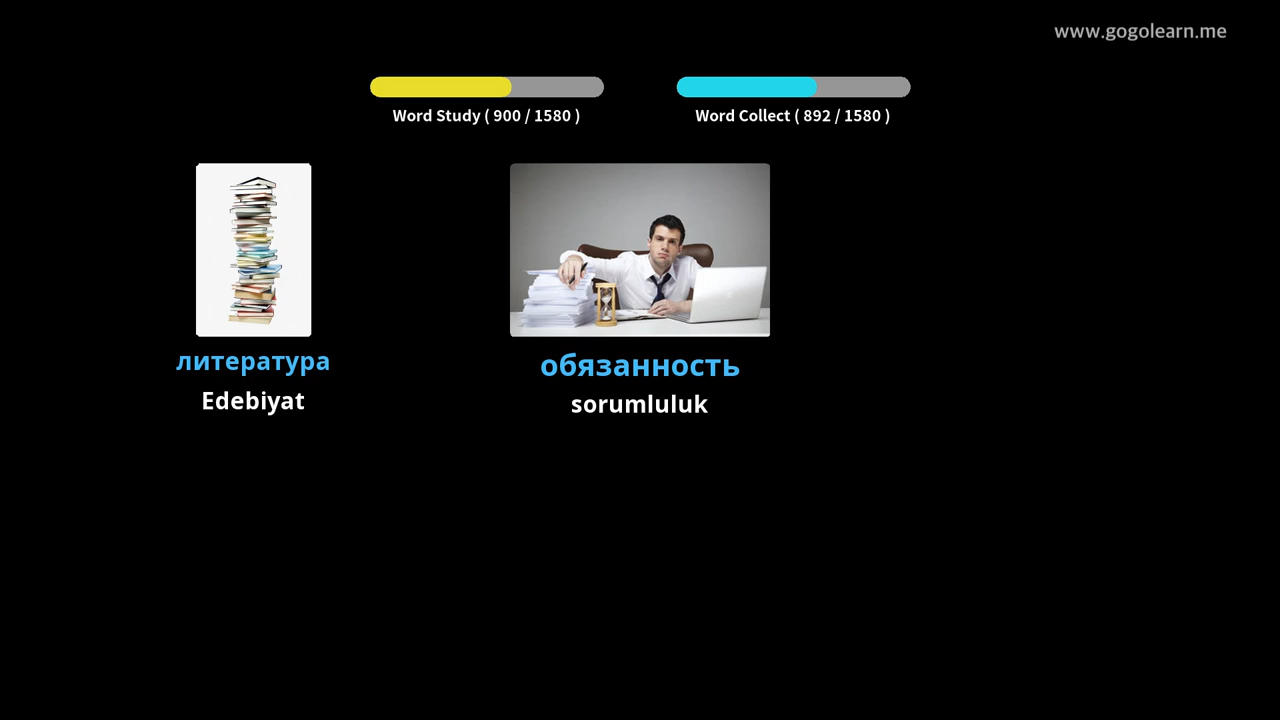 www.gogolearn.me
Word Study ( 900 / 1580 )
Word Collect ( 892 / 1580 )
литература
Edebiyat
обязанность
sorumluluk